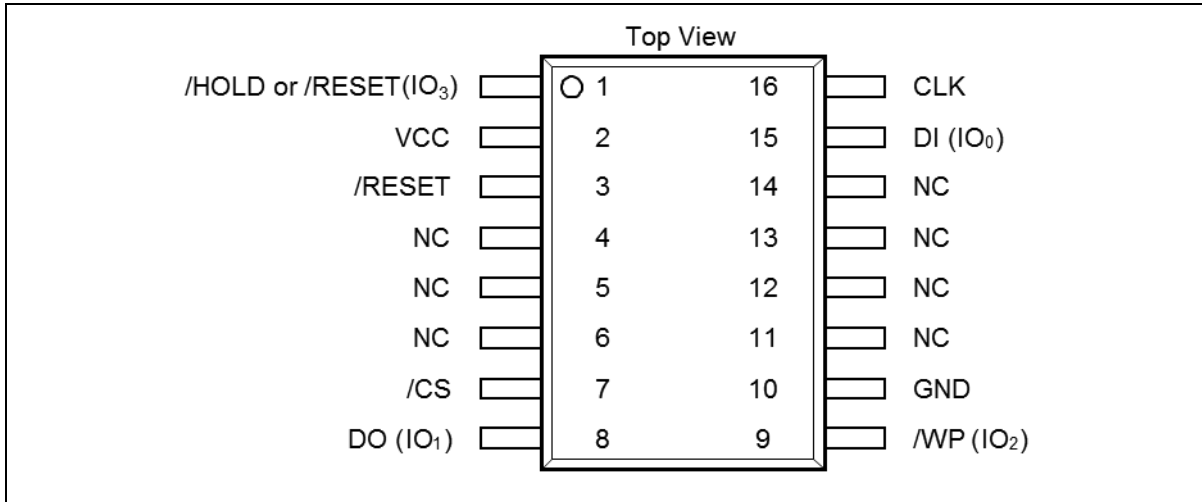 Top View
/HOLD or /RESET(IO₃) 1 16 CLK
VCC 2 15 DI (IO₀)
/RESET 3 14 NC
NC 4 13 NC
NC 5 12 NC
NC 6 11 NC
/CS 7 10 GND
DO (IO₁) 8 9 /WP (IO₂)